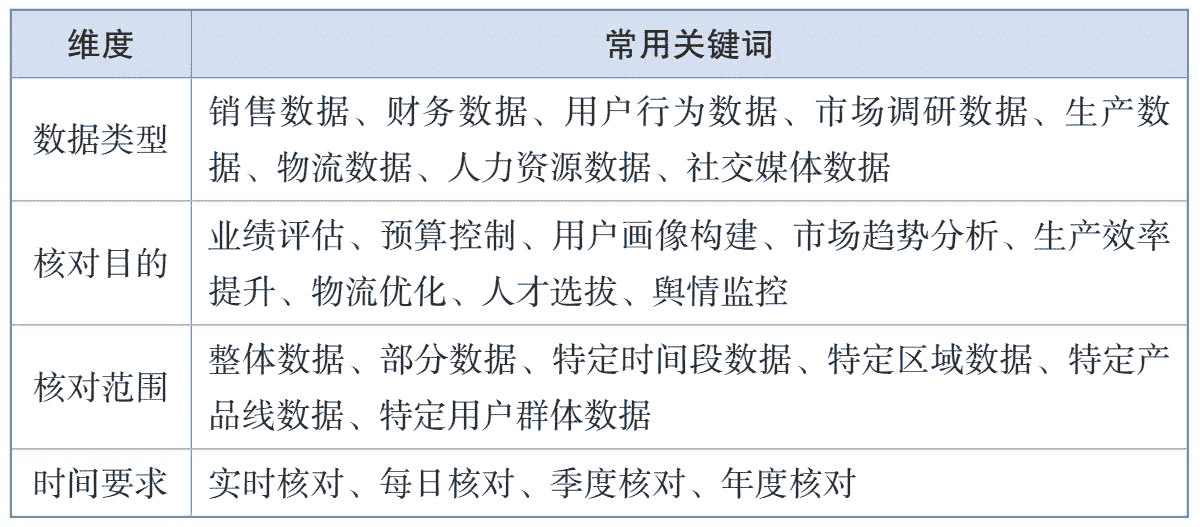 维度
常用关键词
数据类型
销售数据、财务数据、用户行为数据、市场调研数据、生产数
据、物流数据、人力资源数据、社交媒体数据
核对目的
业绩评估、预算控制、用户画像构建、市场趋势分析、生产效率
提升、物流优化、人才选拔、舆情监控
核对范围
整体数据、部分数据、特定时间段数据、特定区域数据、特定产
品线数据、特定用户群体数据
时间要求
实时核对、每日核对、季度核对、年度核对